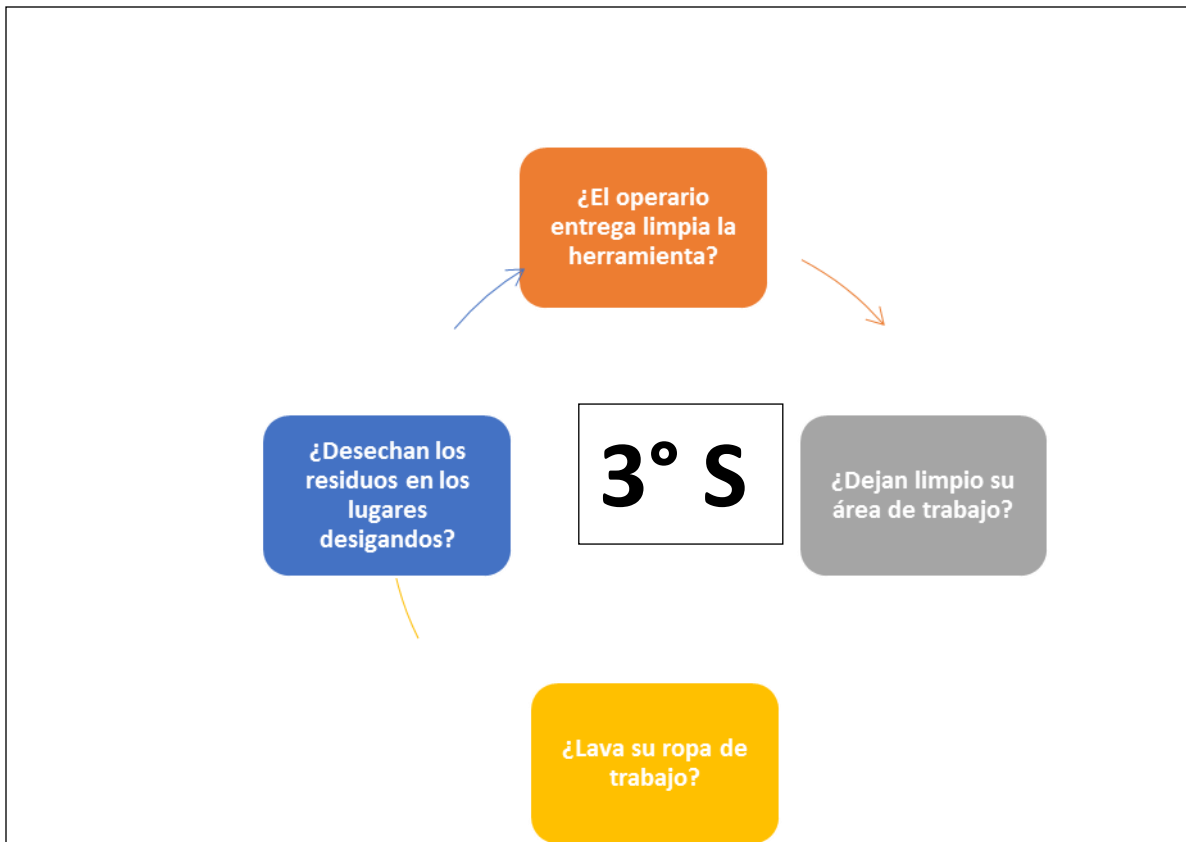 ¿El operario
entrega limpia la
herramienta?
¿Desechan los
residuos en los
lugares
desigandos?
3° S
¿Dejan limpio su
área de trabajo?
¿Lava su ropa de
trabajo?